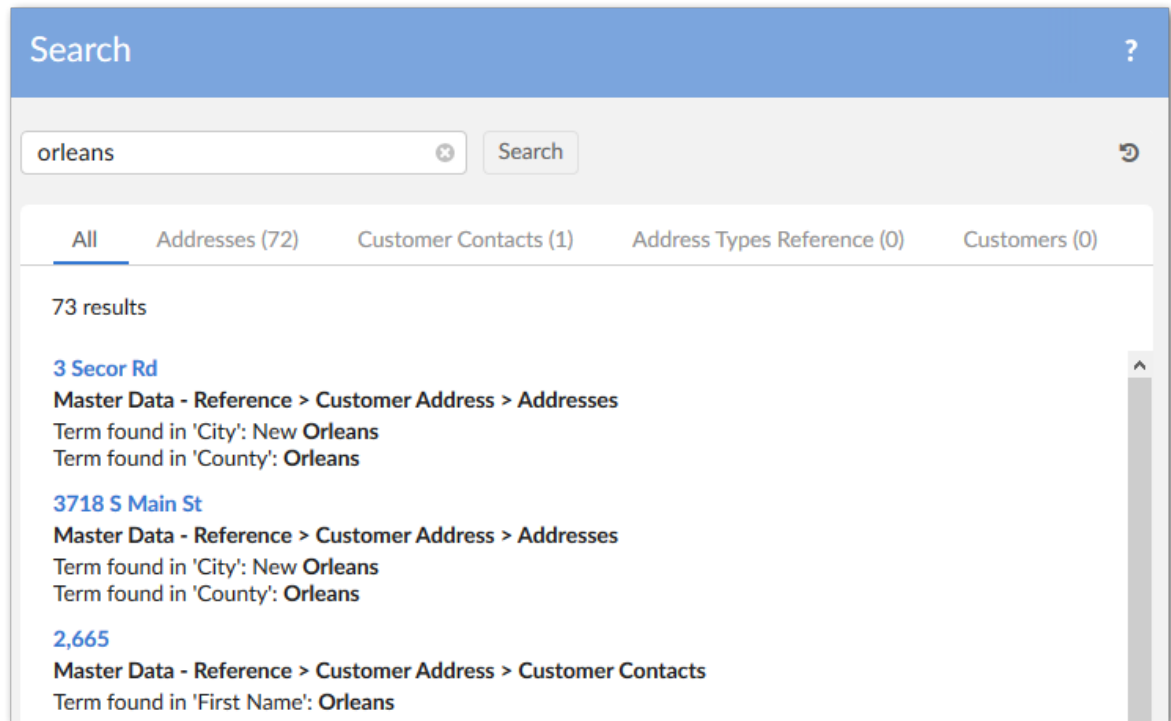 Search ?
orleans Search
All Addresses (72) Customer Contacts (1) Address Types Reference (0) Customers (0)
73 results
3 Secor Rd
Master Data - Reference > Customer Address > Addresses
Term found in 'City': New Orleans
Term found in 'County': Orleans
3718 S Main St
Master Data - Reference > Customer Address > Addresses
Term found in 'City': New Orleans
Term found in 'County': Orleans
2,665
Master Data - Reference > Customer Address > Customer Contacts
Term found in 'First Name': Orleans